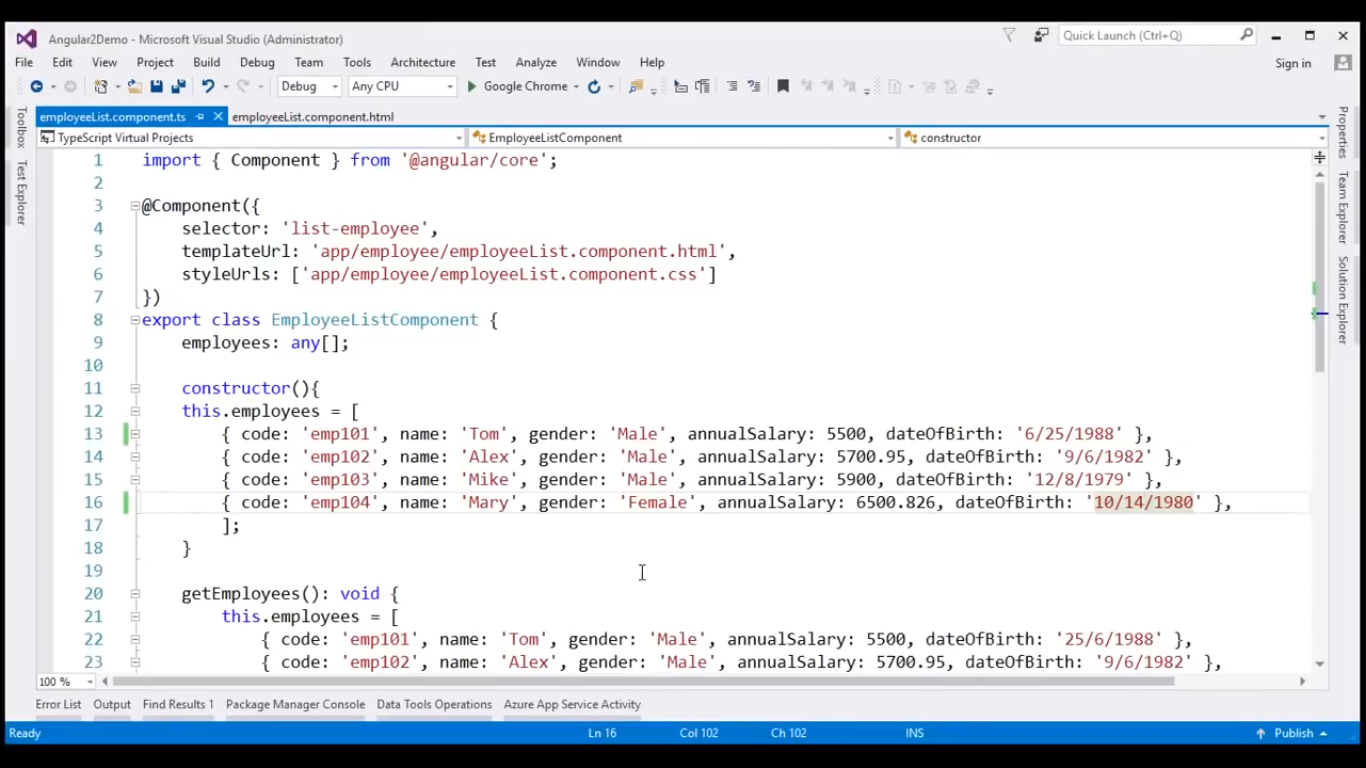 Angular2Demo - Microsoft Visual Studio (Administrator)
Quick Launch (Ctrl+Q)
File Edit View Project Build Debug Team Tools Architecture Test Analyze Window Help
Sign in
Debug Any CPU Google Chrome
employeeList.component.ts employeeList.component.html
TypeScript Virtual Projects EmployeeListComponent constructor
Toolbox
Test Explorer
Properties
Team Explorer
Solution Explorer
1 import { Component } from '@angular/core';
2
3 @Component({
4 selector: 'list-employee',
5 templateUrl: 'app/employee/employeeList.component.html',
6 styleUrls: ['app/employee/employeeList.component.css']
7 })
8 export class EmployeeListComponent {
9 employees: any[];
10
11 constructor(){
12 this.employees = [
13 { code: 'emp101', name: 'Tom', gender: 'Male', annualSalary: 5500, dateOfBirth: '6/25/1988' },
14 { code: 'emp102', name: 'Alex', gender: 'Male', annualSalary: 5700.95, dateOfBirth: '9/6/1982' },
15 { code: 'emp103', name: 'Mike', gender: 'Male', annualSalary: 5900, dateOfBirth: '12/8/1979' },
16 { code: 'emp104', name: 'Mary', gender: 'Female', annualSalary: 6500.826, dateOfBirth: '10/14/1980' },
17 ];
18 }
19
20 getEmployees(): void {
21 this.employees = [
22 { code: 'emp101', name: 'Tom', gender: 'Male', annualSalary: 5500, dateOfBirth: '25/6/1988' },
23 { code: 'emp102', name: 'Alex', gender: 'Male', annualSalary: 5700.95, dateOfBirth: '9/6/1982' },
100 %
Error List Output Find Results 1 Package Manager Console Data Tools Operations Azure App Service Activity
Ready Ln 16 Col 102 Ch 102 INS Publish